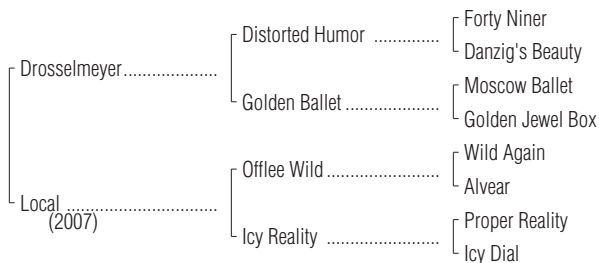 Forty Niner
Distorted Humor ..............
Danzig's Beauty
Drosselmeyer....................
Moscow Ballet
Golden Ballet ....................
Golden Jewel Box
Wild Again
Offlee Wild ........................
Alvear
Local ................................
(2007)
Proper Reality
Icy Reality ........................
Icy Dial